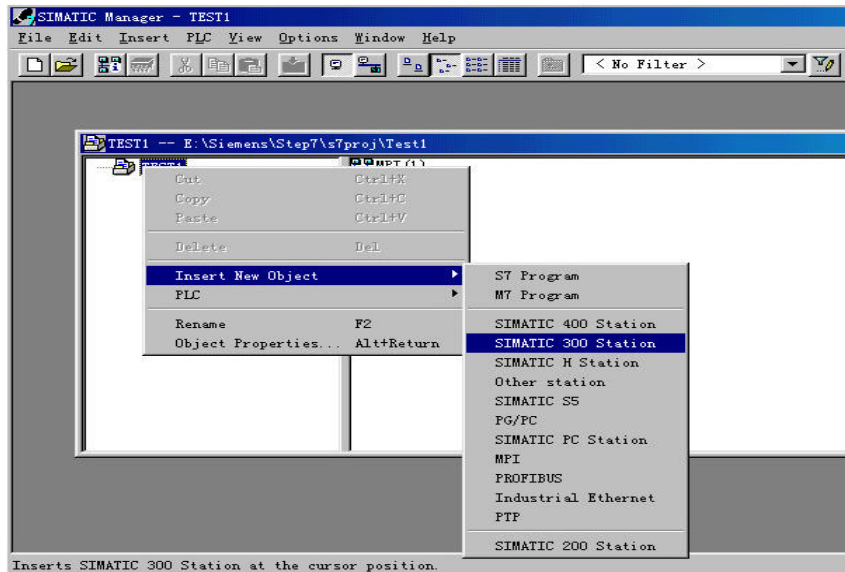 SIMATIC Manager - TEST1
File Edit Insert PLC View Options Window Help
< No Filter >
TEST1 -- E:\Siemens\Step7\s7proj\Test1
TEST1
MPI(1)
Cut Ctrl+X
Copy Ctrl+C
Paste Ctrl+V
Delete Del
Insert New Object
PLC
Rename F2
Object Properties... Alt+Return
S7 Program
M7 Program
SIMATIC 400 Station
SIMATIC 300 Station
SIMATIC H Station
Other station
SIMATIC S5
PG/PC
SIMATIC PC Station
MPI
PROFIBUS
Industrial Ethernet
PTP
SIMATIC 200 Station
Inserts SIMATIC 300 Station at the cursor position.